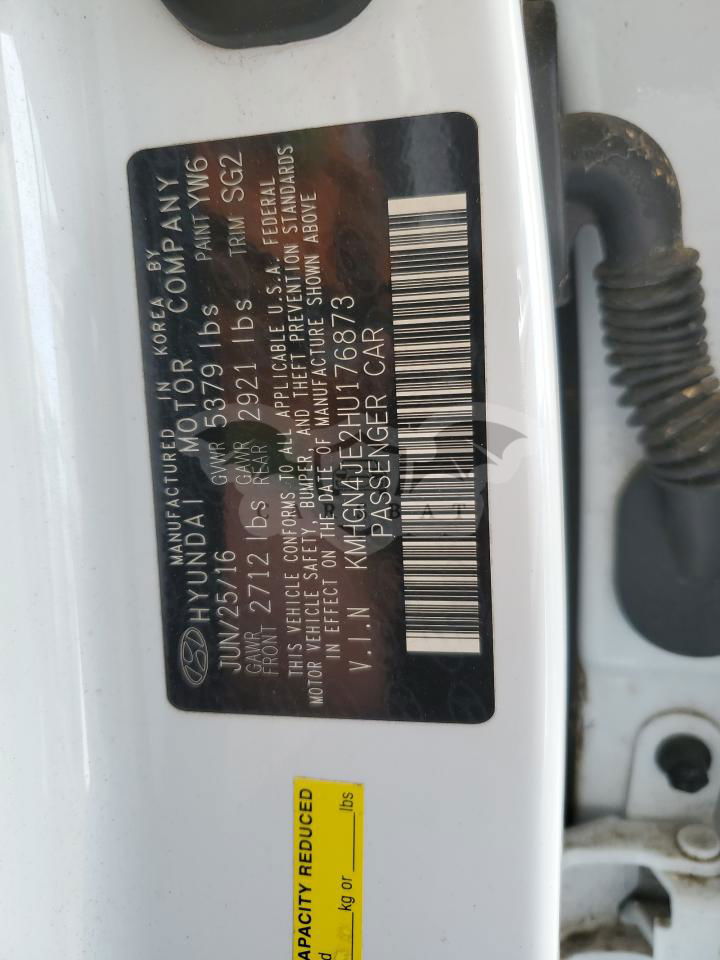 MANUFACTURED IN KOREA BY
HYUNDAI MOTOR COMPANY
JUN/25/16 GVWR 5379 lbs PAINT YW6
GAWR FRONT 2712 lbs GAWR REAR 2921 lbs TRIM SG2
THIS VEHICLE CONFORMS TO ALL APPLICABLE U.S.A. FEDERAL
MOTOR VEHICLE SAFETY, BUMPER, AND THEFT PREVENTION STANDARDS
IN EFFECT ON THE DATE OF MANUFACTURE SHOWN ABOVE
V.I.N KMHGN4JE2HU176873
PASSENGER CAR
APACITY REDUCED
kg or lbs